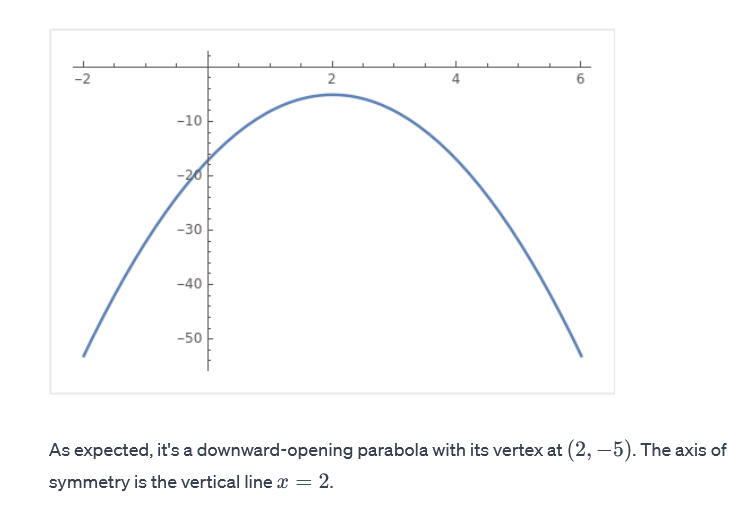 −2 2 4 6
−10
−20
−30
−40
−50
As expected, it's a downward-opening parabola with its vertex at (2, −5). The axis of
symmetry is the vertical line x = 2.